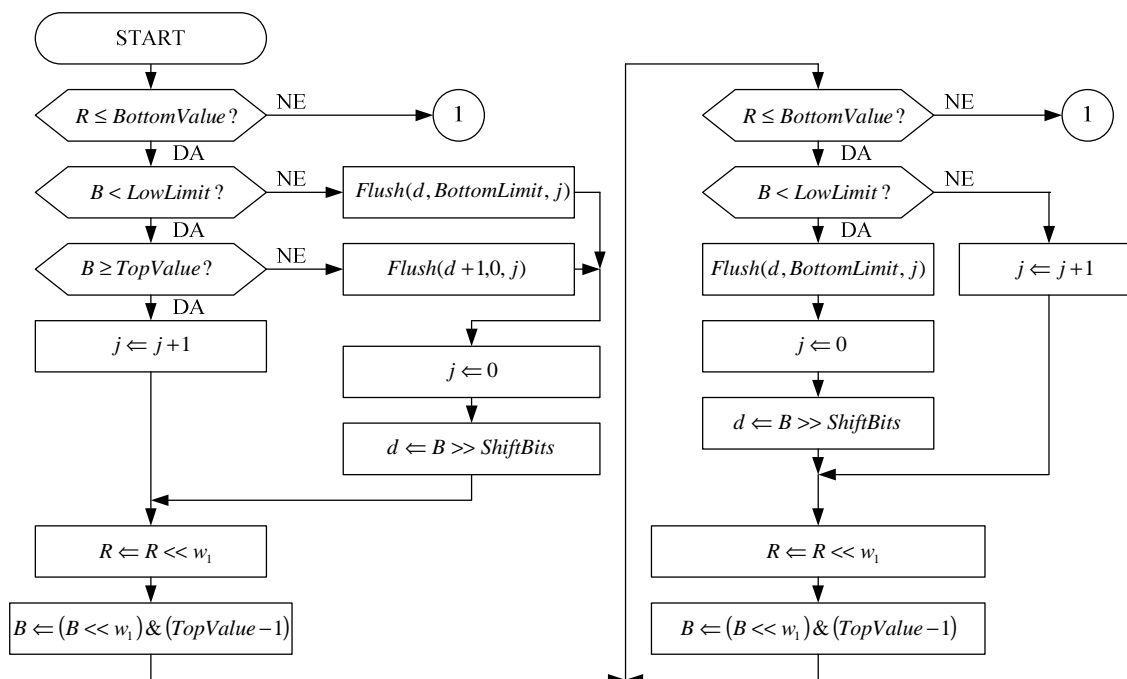 START
R ≤ BottomValue?
NE
1
DA
B < LowLimit?
NE
Flush(d, BottomLimit, j)
DA
B ≥ TopValue?
NE
Flush(d +1,0, j)
DA
j ⇐ j +1
j ⇐ 0
d ⇐ B >> ShiftBits
R ⇐ R << w₁
B ⇐ (B << w₁) & (TopValue −1)
R ≤ BottomValue?
NE
1
DA
B < LowLimit?
NE
DA
Flush(d, BottomLimit, j)
j ⇐ j +1
j ⇐ 0
d ⇐ B >> ShiftBits
R ⇐ R << w₁
B ⇐ (B << w₁) & (TopValue −1)